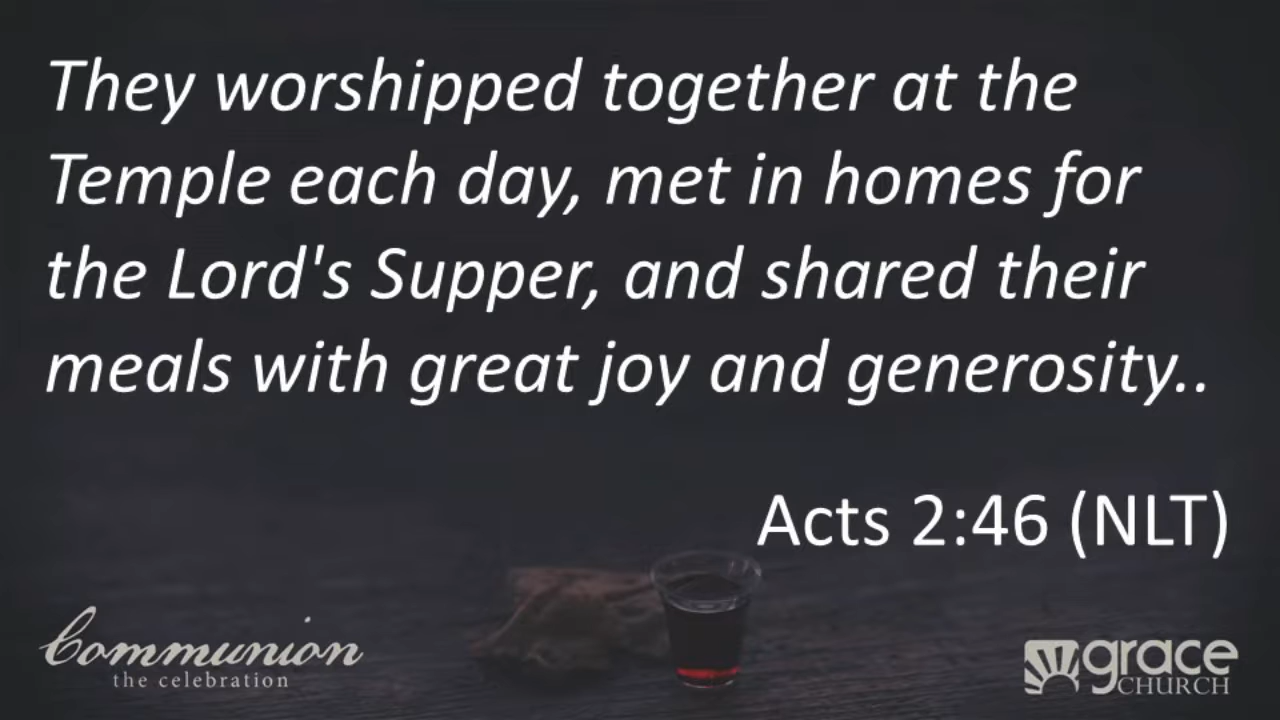 They worshipped together at the
Temple each day, met in homes for
the Lord's Supper, and shared their
meals with great joy and generosity..
Acts 2:46 (NLT)
Communion
the celebration
grace
CHURCH